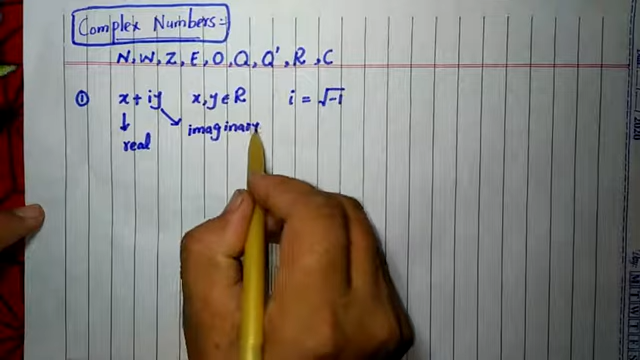 Complex Numbers:-
N, W, Z, E, O, Q, Q', R, C
① x + iy x, y ∈ R i = √-1
real imaginary